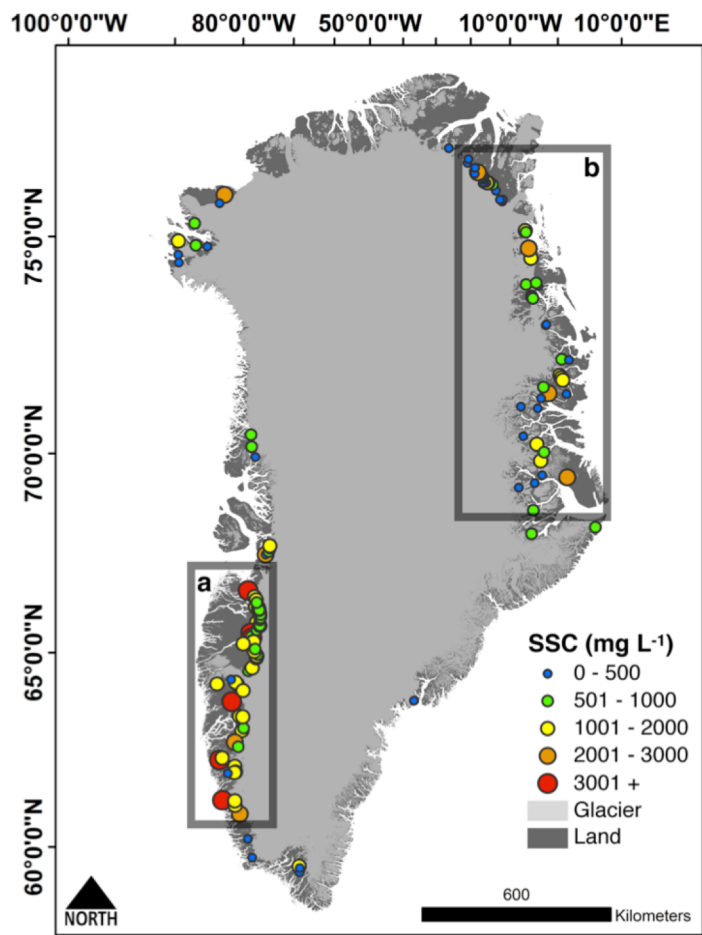 100°0'0"W 80°0'0"W 50°0'0"W 10°0'0"W 10°0'0"E
75°0'0"N
70°0'0"N
65°0'0"N
60°0'0"N
b
a
SSC (mg L-1)
0 - 500
501 - 1000
1001 - 2000
2001 - 3000
3001 +
Glacier
Land
NORTH
600
Kilometers